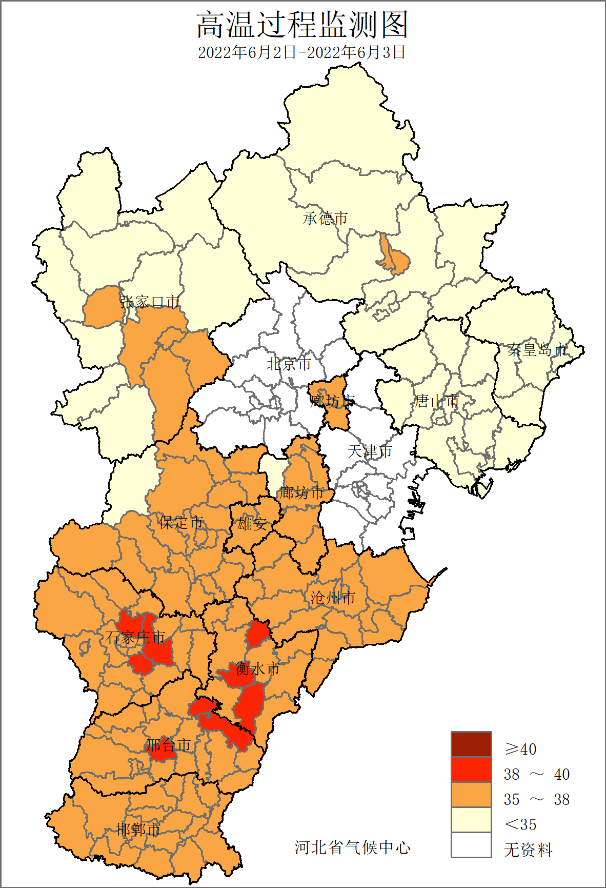 高温过程监测图
2022年6月2日-2022年6月3日
承德市
张家口市
秦皇岛市
北京市
廊坊市
唐山市
天津市
廊坊市
保定市
雄安
沧州市
石家庄市
衡水市
邢台市
邯郸市
≥40
38 ~ 40
35 ~ 38
<35
无资料
河北省气候中心